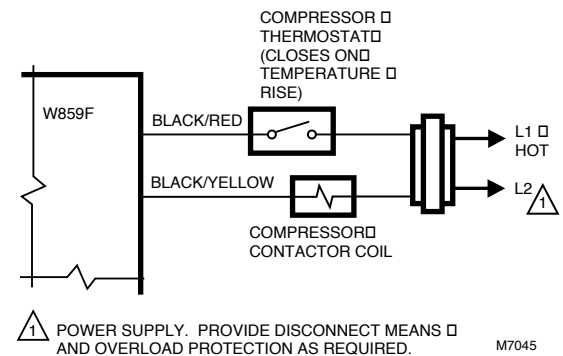 COMPRESSOR □
THERMOSTAT□
(CLOSES ON□
TEMPERATURE □
RISE)
W859F
BLACK/RED
L1 □
HOT
BLACK/YELLOW
L2
1
COMPRESSOR□
CONTACTOR COIL
1
POWER SUPPLY. PROVIDE DISCONNECT MEANS □
AND OVERLOAD PROTECTION AS REQUIRED.
M7045